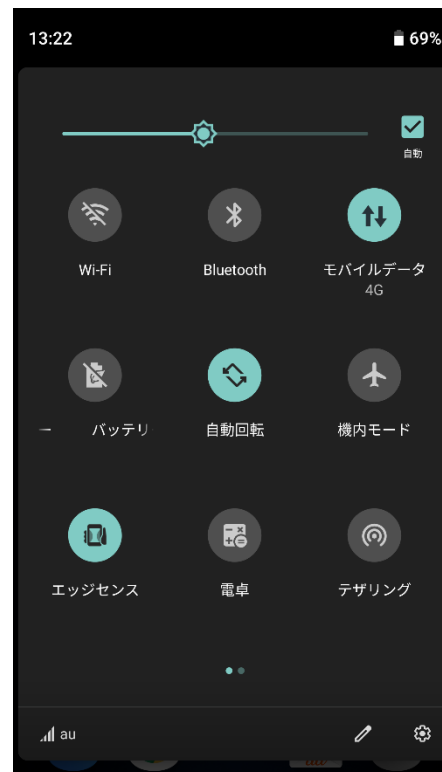 13:22 69%
自動
Wi-Fi Bluetooth モバイルデータ
4G
ー バッテリ 自動回転 機内モード
エッジセンス 電卓 テザリング
au